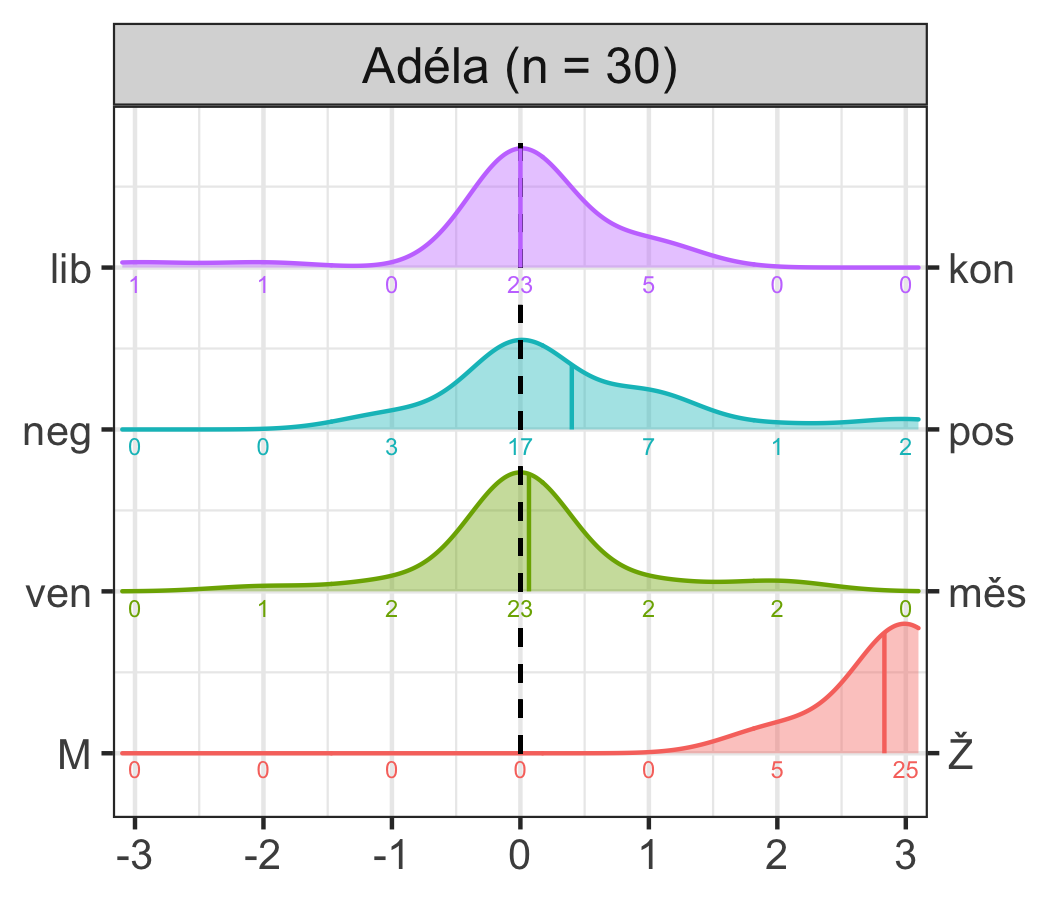 Adéla (n = 30)
lib kon
1 1 0 23 5 0 0
neg pos
0 0 3 17 7 1 2
ven měs
0 1 2 23 2 2 0
M Ž
0 0 0 0 0 5 25
-3 -2 -1 0 1 2 3